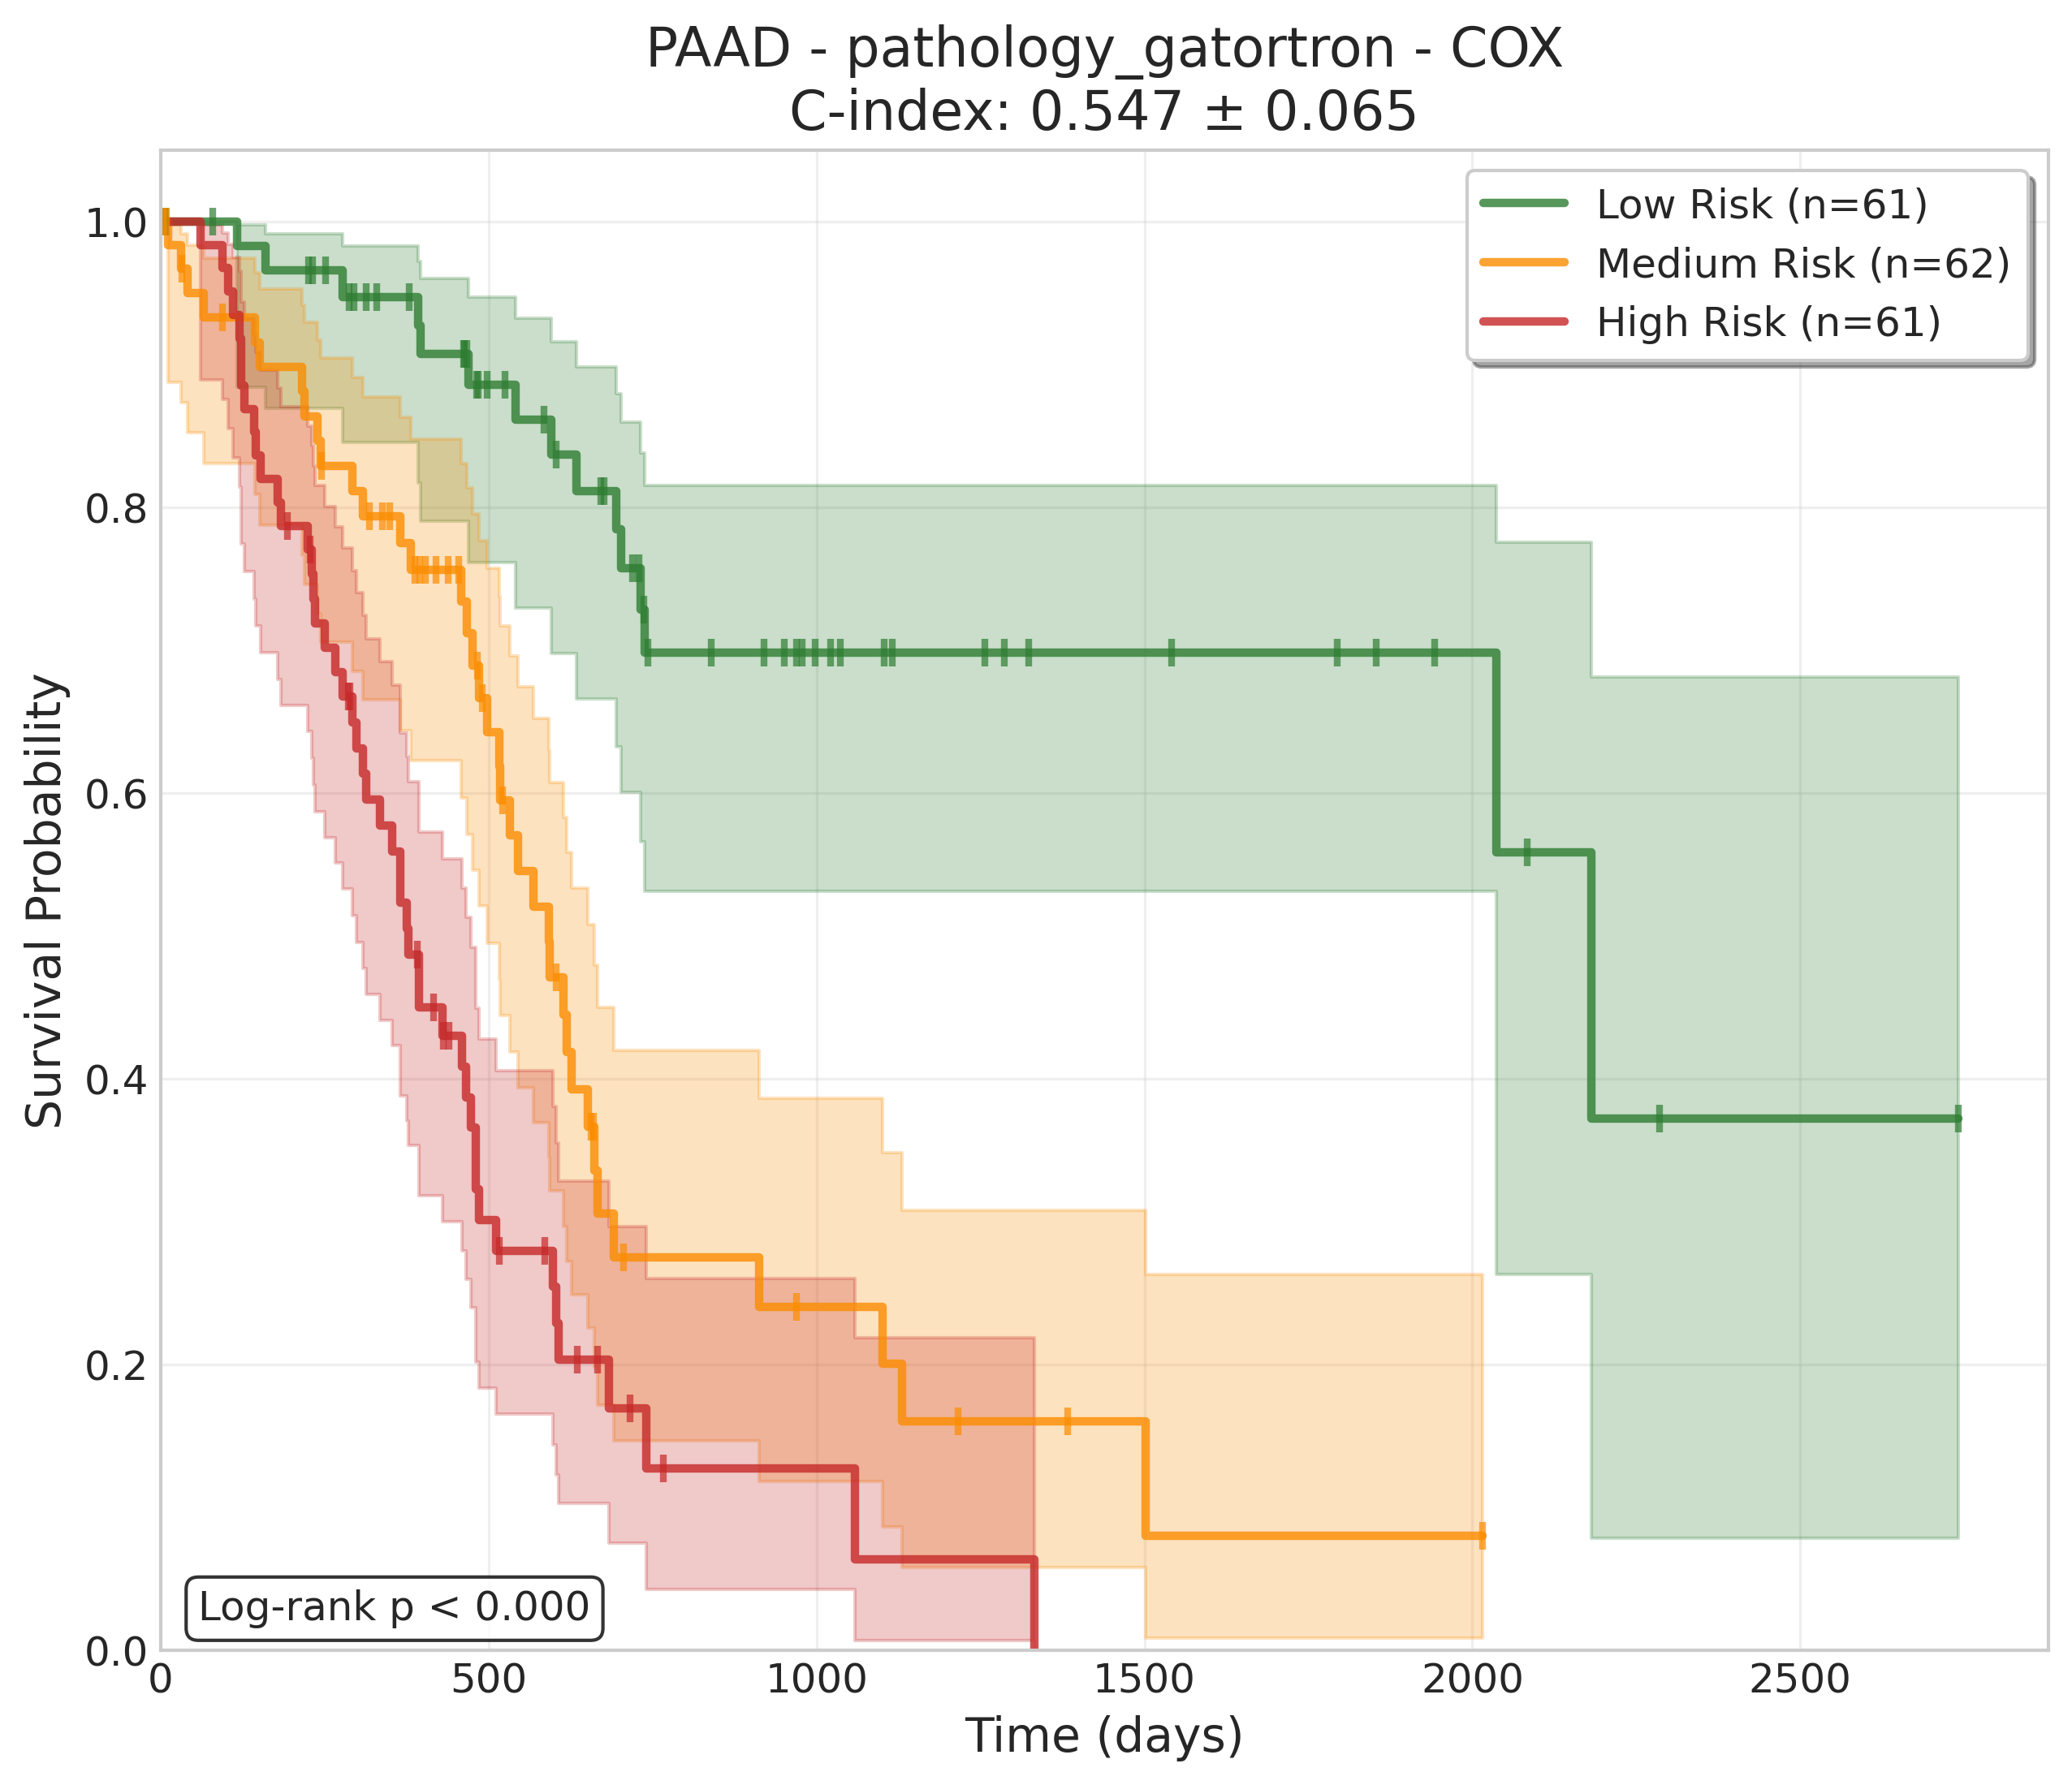 PAAD - pathology_gatortron - COX
C-index: 0.547 ± 0.065
Low Risk (n=61)
Medium Risk (n=62)
High Risk (n=61)
Survival Probability
1.0
0.8
0.6
0.4
0.2
0.0
Log-rank p < 0.000
0 500 1000 1500 2000 2500
Time (days)